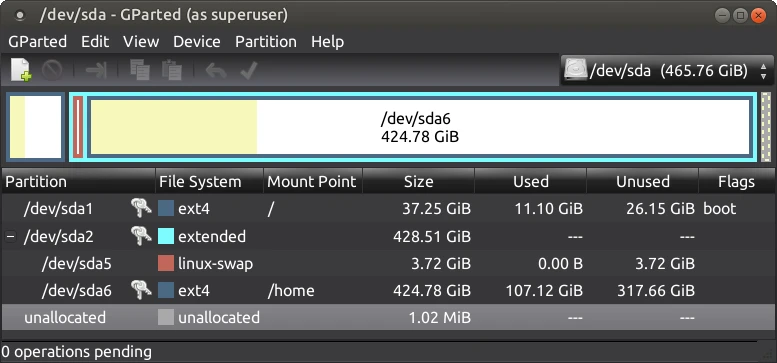 /dev/sda - GParted (as superuser)
GParted Edit View Device Partition Help
/dev/sda (465.76 GiB)
/dev/sda6
424.78 GiB
Partition File System Mount Point Size Used Unused Flags
/dev/sda1 ext4 / 37.25 GiB 11.10 GiB 26.15 GiB boot
/dev/sda2 extended 428.51 GiB --- ---
/dev/sda5 linux-swap 3.72 GiB 0.00 B 3.72 GiB
/dev/sda6 ext4 /home 424.78 GiB 107.12 GiB 317.66 GiB
unallocated unallocated 1.02 MiB --- ---
0 operations pending